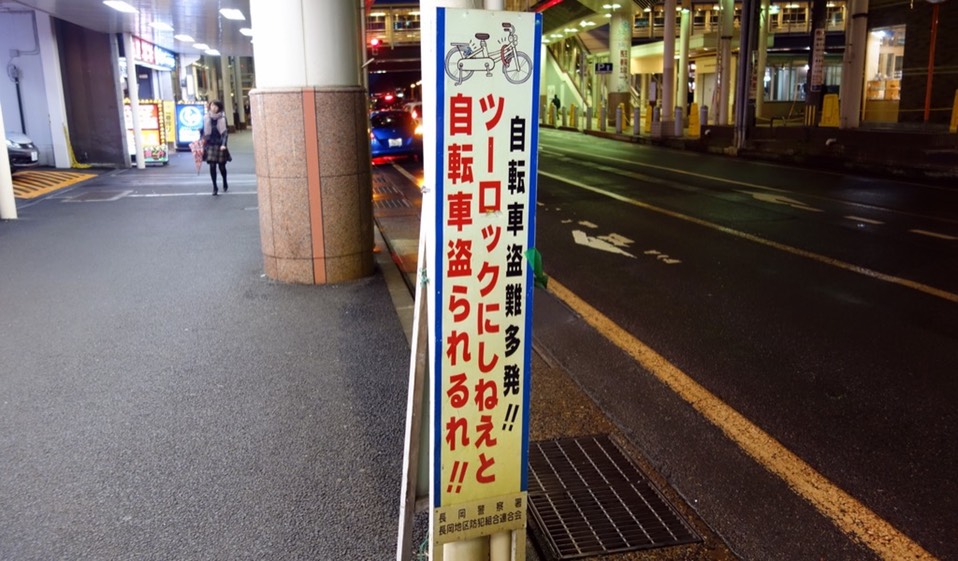 自転車盗難多発!!
ツーロックにしねえと
自転車盗られるれ!!
長岡警察署
長岡地区防犯組合連合会